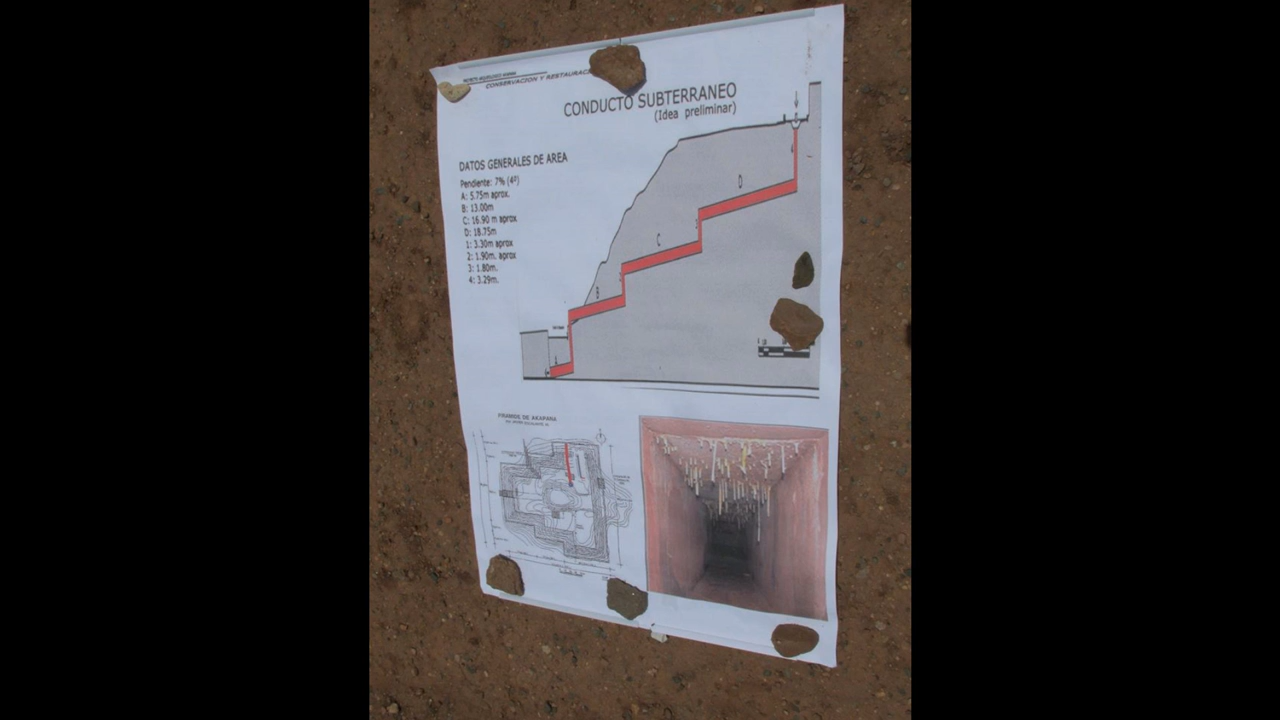 CONSERVACION Y RESTAURAC
CONDUCTO SUBTERRANEO
(Idea preliminar)
DATOS GENERALES DE AREA
Pendiente: 7% (4º)
A: 5.75m aprox.
B: 13.00m
C: 16.90 m aprox
D: 18.75m
1: 3.30m aprox
2: 1.90m. aprox
3: 1.80m.
4: 3.29m.
4
D
C
B
A
PIRAMIDE DE AKAPANA